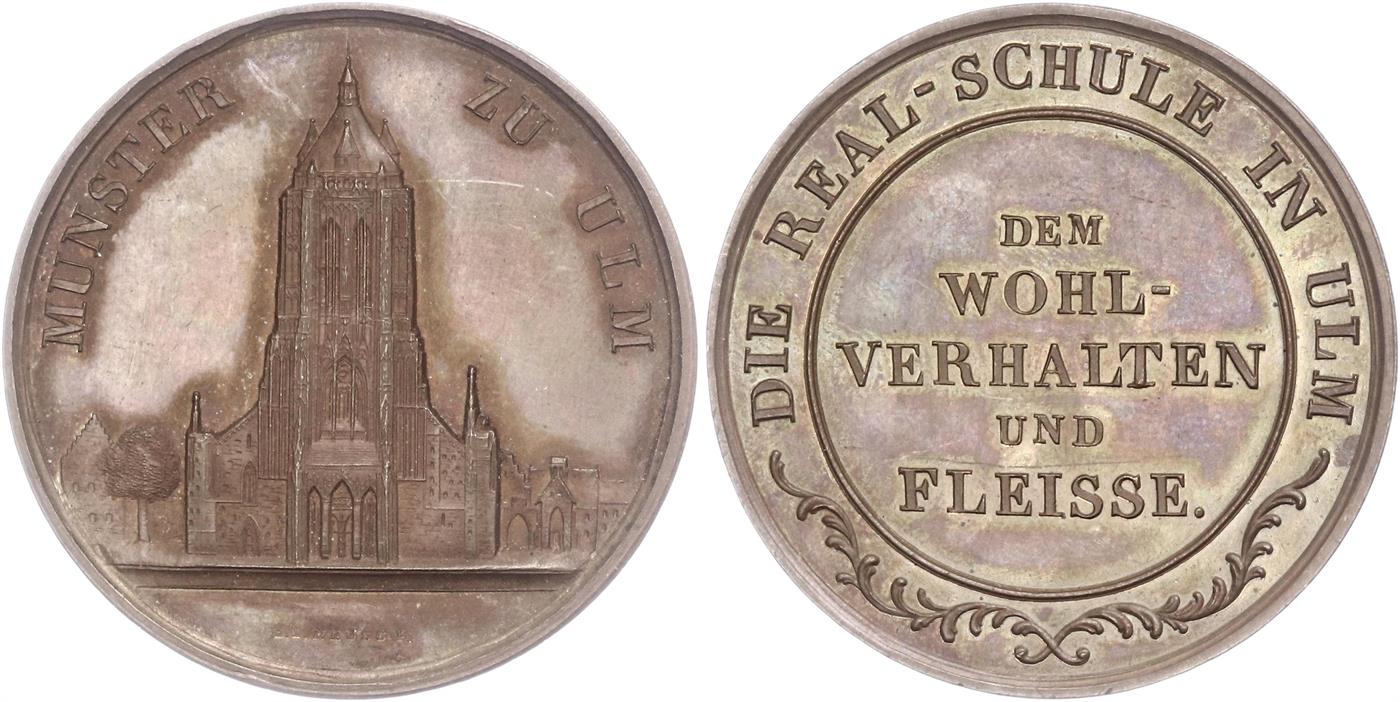 MUNSTER ZU ULM
DIE REAL-SCHULE IN ULM
DEM
WOHL-
VERHALTEN
UND
FLEISSE.